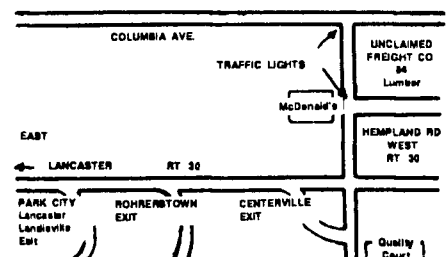 COLUMBIA AVE.
UNCLAIMED
FREIGHT CO
84
Lumber
TRAFFIC LIGHTS
McDonald's
EAST
HEMPLAND RD
WEST
RT 30
LANCASTER RT 30
PARK CITY
Lancaster
Landisville
Exit
ROHRERSTOWN
EXIT
CENTERVILLE
EXIT
Quality
Court